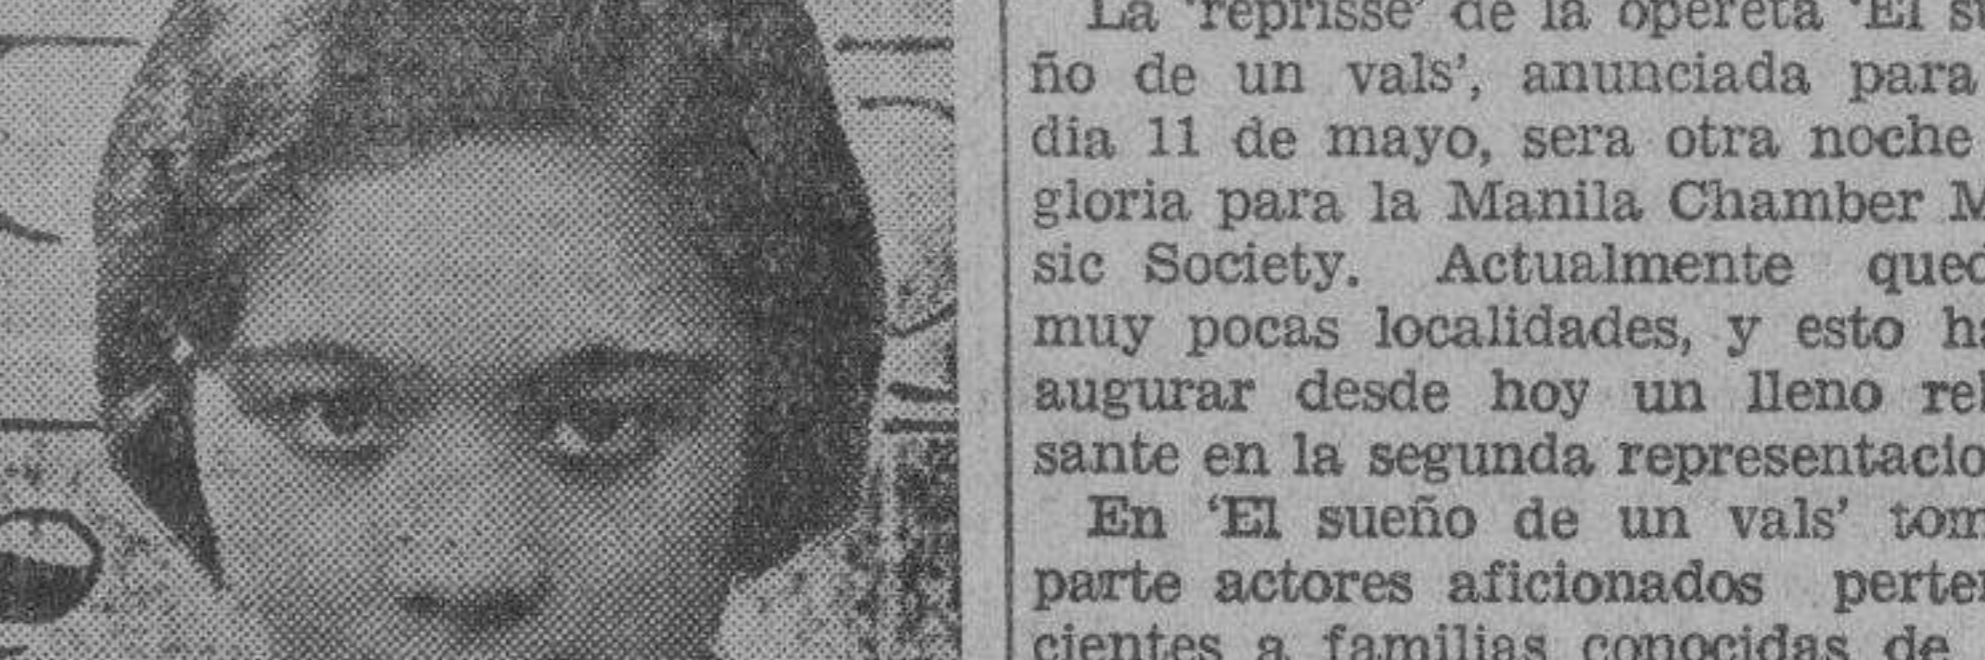 La 'reprisse' de la opereta 'El su
ño de un vals', anunciada para
dia 11 de mayo, sera otra noche
gloria para la Manila Chamber M
sic Society. Actualmente qued
muy pocas localidades, y esto ha
augurar desde hoy un lleno re
sante en la segunda representacio
En 'El sueño de un vals' tom
parte actores aficionados perte
cientes a familias conocidas de